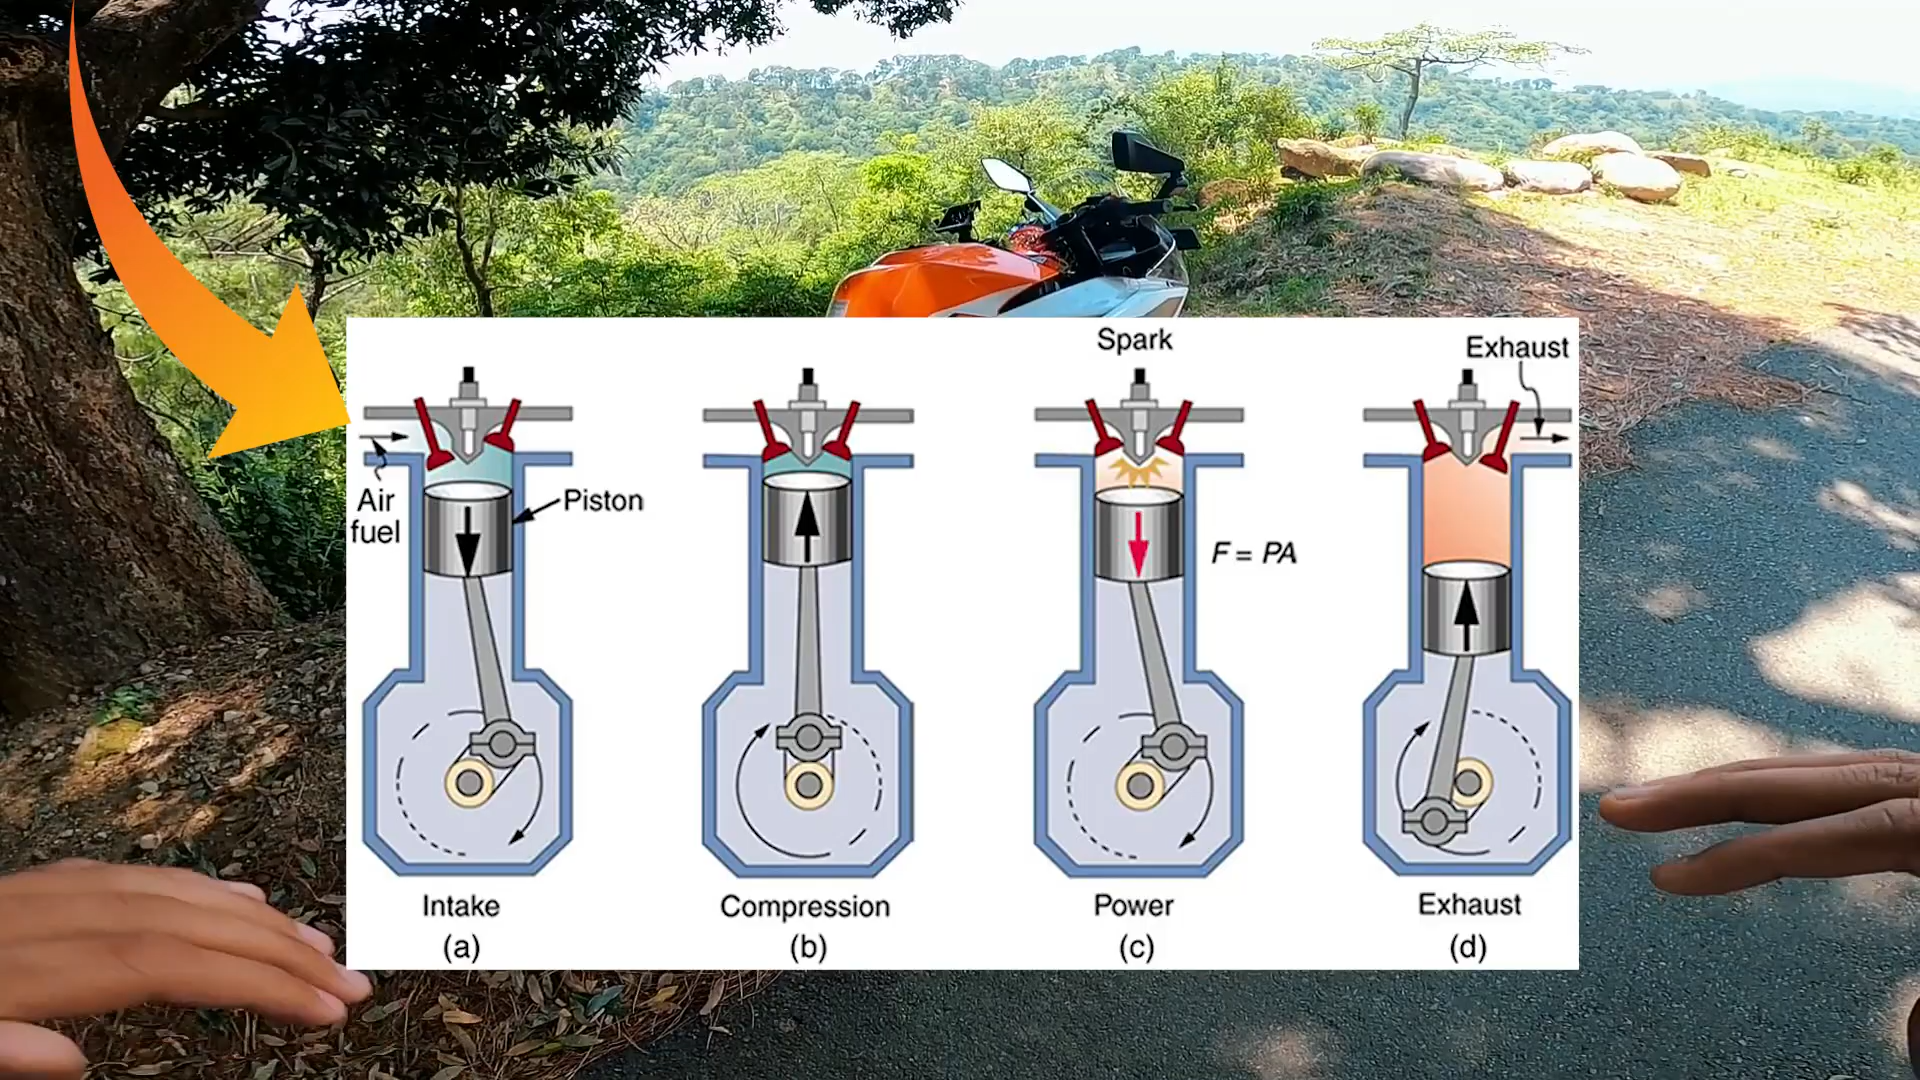 Spark
Exhaust
Air
fuel
Piston
F = PA
Intake
Compression
Power
Exhaust
(a)
(b)
(c)
(d)